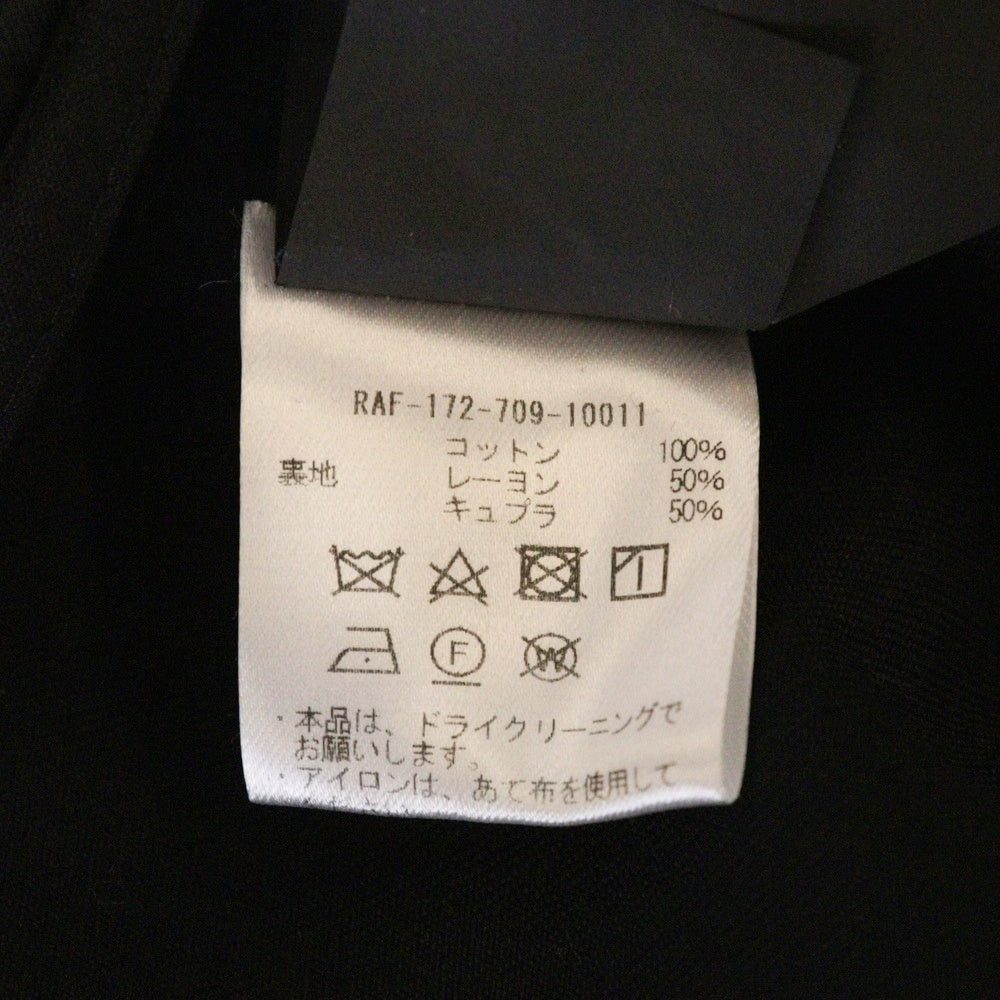 RAF-172-709-10011
コットン 100%
裏地 レーヨン 50%
キュプラ 50%
F
W
・本品は、ドライクリーニングで
お願いします。
・アイロンは、あて布を使用して